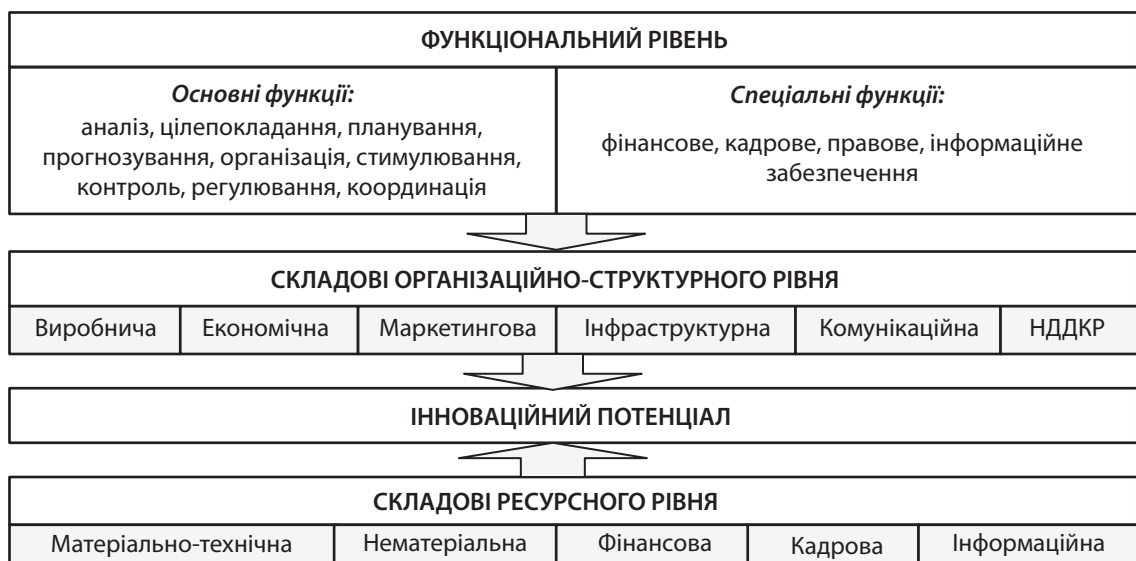 ФУНКЦІОНАЛЬНИЙ РІВЕНЬ
Основні функції:
аналіз, цілепокладання, планування,
прогнозування, організація, стимулювання,
контроль, регулювання, координація
Спеціальні функції:
фінансове, кадрове, правове, інформаційне
забезпечення
СКЛАДОВІ ОРГАНІЗАЦІЙНО-СТРУКТУРНОГО РІВНЯ
Виробнича Економічна Маркетингова Інфраструктурна Комунікаційна НДДКР
ІННОВАЦІЙНИЙ ПОТЕНЦІАЛ
СКЛАДОВІ РЕСУРСНОГО РІВНЯ
Матеріально-технічна Нематеріальна Фінансова Кадрова Інформаційна